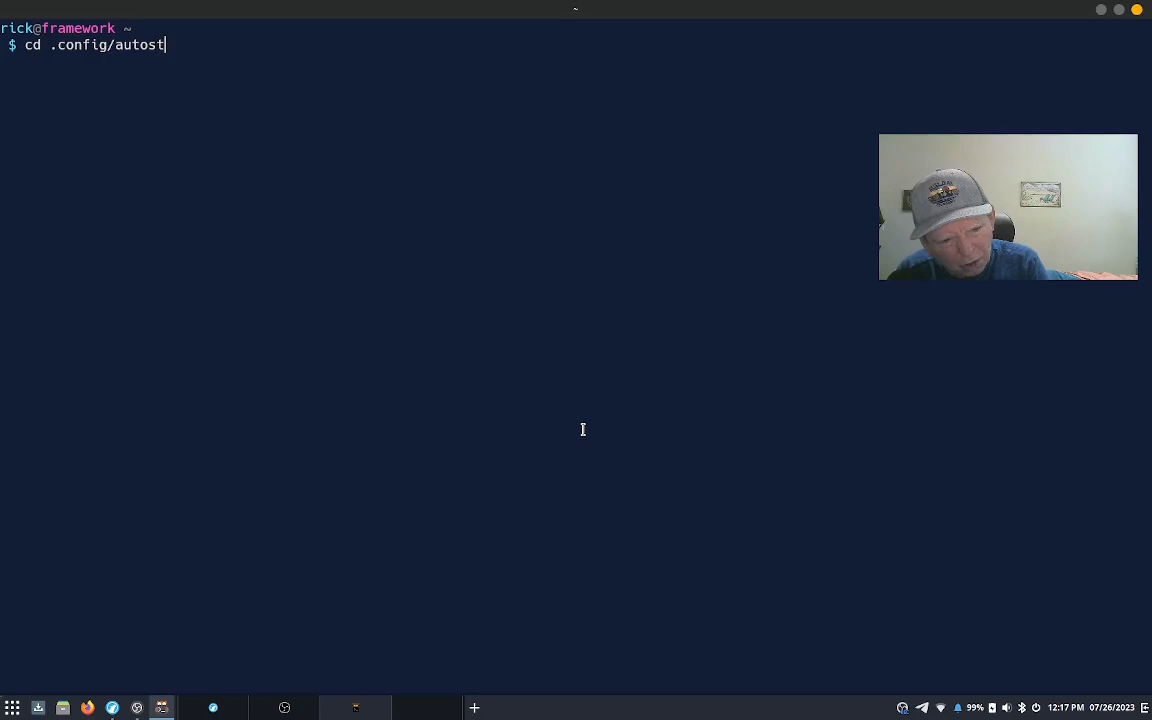 ~
rick@framework ~
$ cd .config/autost
99%
12:17 PM 07/26/2023